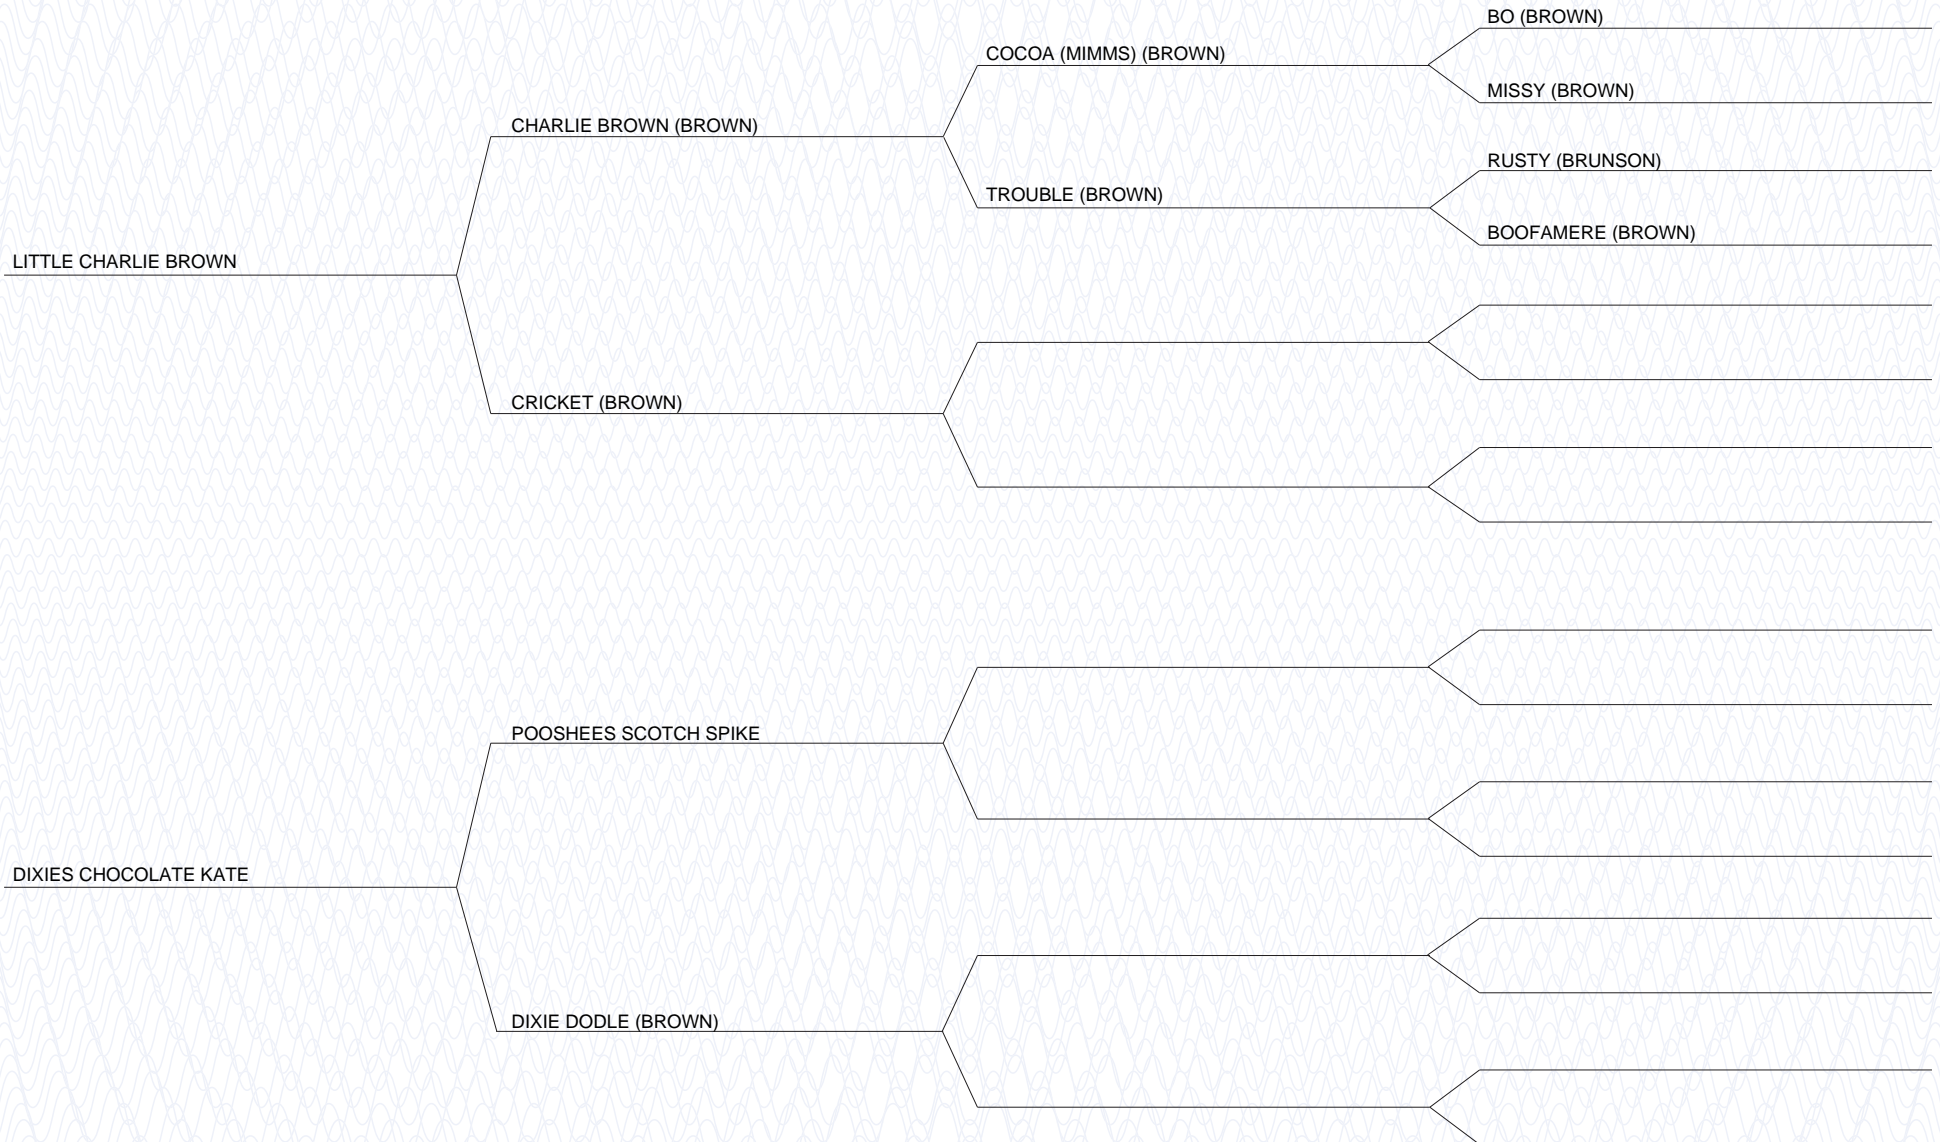 BO (BROWN)
COCOA (MIMMS) (BROWN)
MISSY (BROWN)
CHARLIE BROWN (BROWN)
RUSTY (BRUNSON)
TROUBLE (BROWN)
BOOFAMERE (BROWN)
LITTLE CHARLIE BROWN
CRICKET (BROWN)
POOSHEES SCOTCH SPIKE
DIXIES CHOCOLATE KATE
DIXIE DODLE (BROWN)